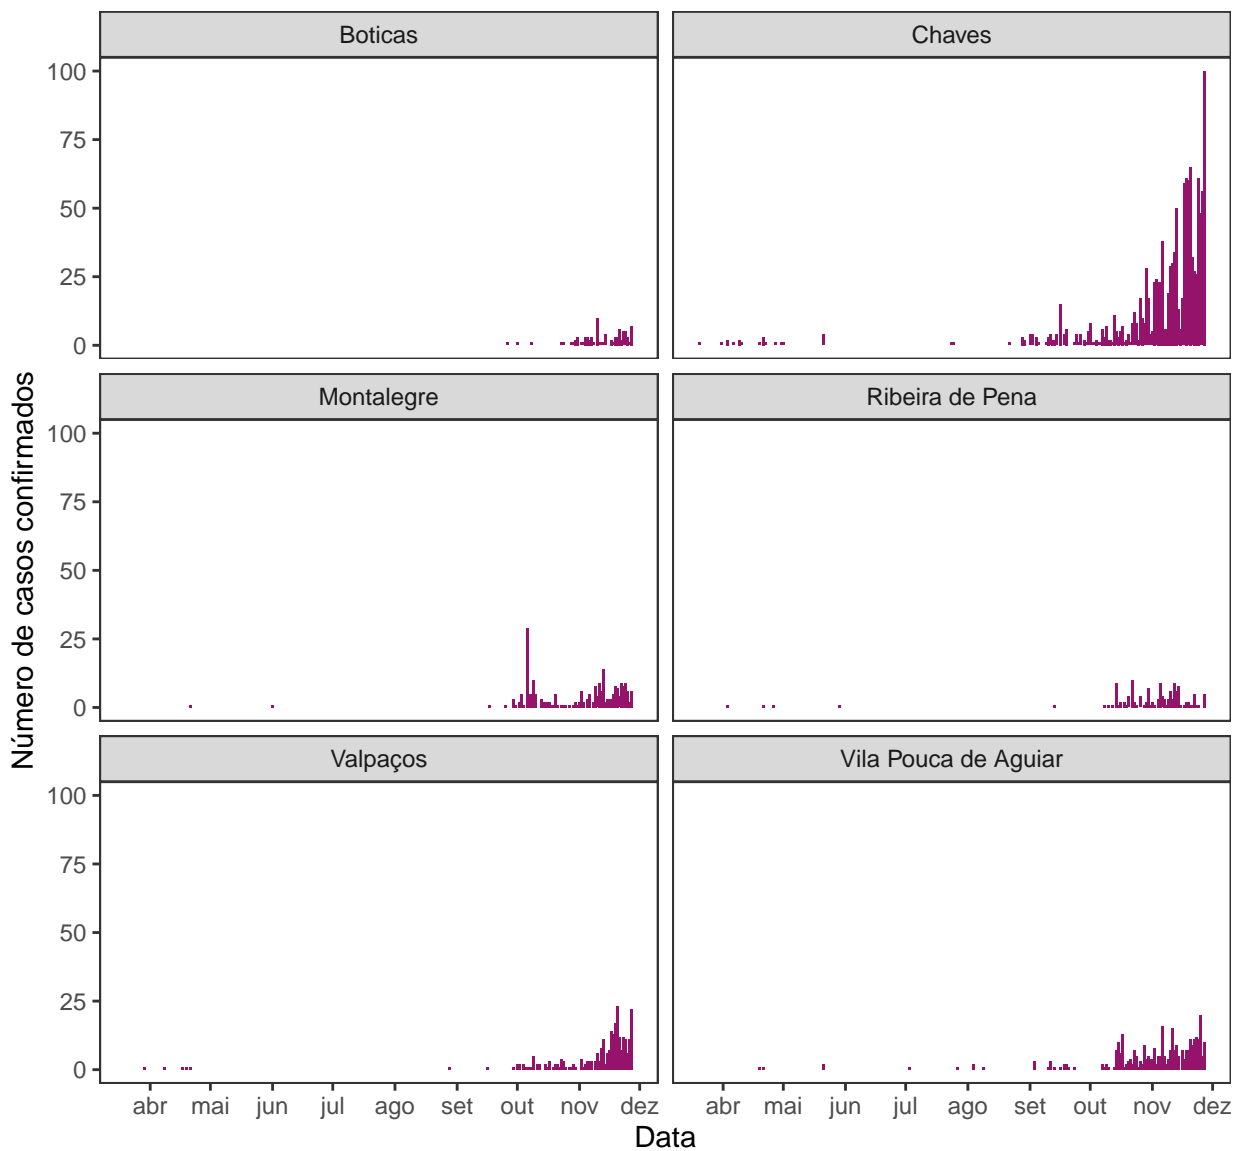 Boticas
Chaves
100
75
50
25
0
Montalegre
Ribeira de Pena
100
75
50
25
0
Número de casos confirmados
Valpaços
Vila Pouca de Aguiar
100
75
50
25
0
abr mai jun jul ago set out nov dez
abr mai jun jul ago set out nov dez
Data